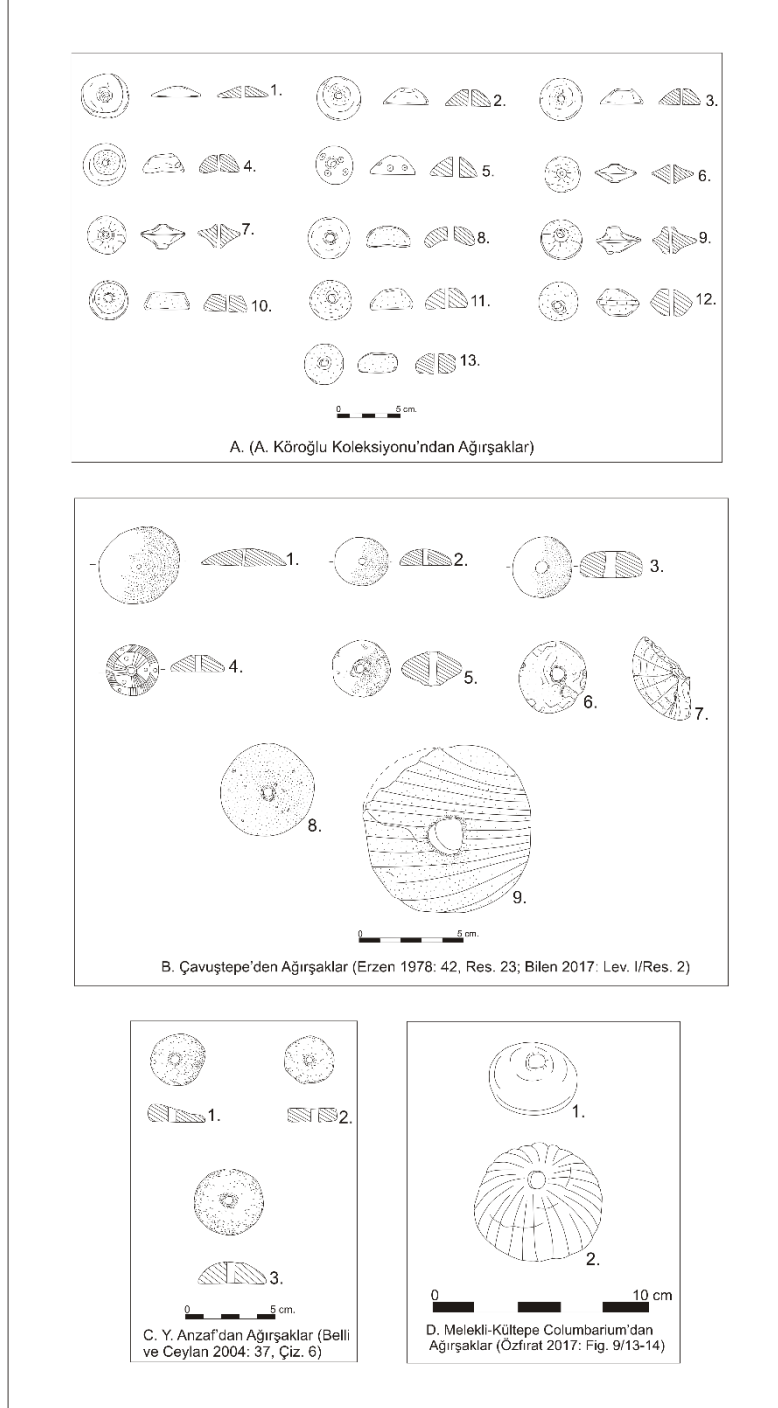 1.
2.
3.
4.
5.
6.
7.
8.
9.
10.
11.
12.
13.
0 5 cm.
A. (A. Köroğlu Koleksiyonu'ndan Ağırşaklar)
1.
2.
3.
4.
5.
6.
7.
8.
9.
0 5 cm.
B. Çavuştepe'den Ağırşaklar (Erzen 1978: 42, Res. 23; Bilen 2017: Lev. I/Res. 2)
1.
2.
3.
0 5 cm.
C. Y. Anzaf'dan Ağırşaklar (Belli
ve Ceylan 2004: 37, Çiz. 6)
1.
2.
0 10 cm
D. Melekli-Kültepe Columbarium'dan
Ağırşaklar (Özfırat 2017: Fig. 9/13-14)